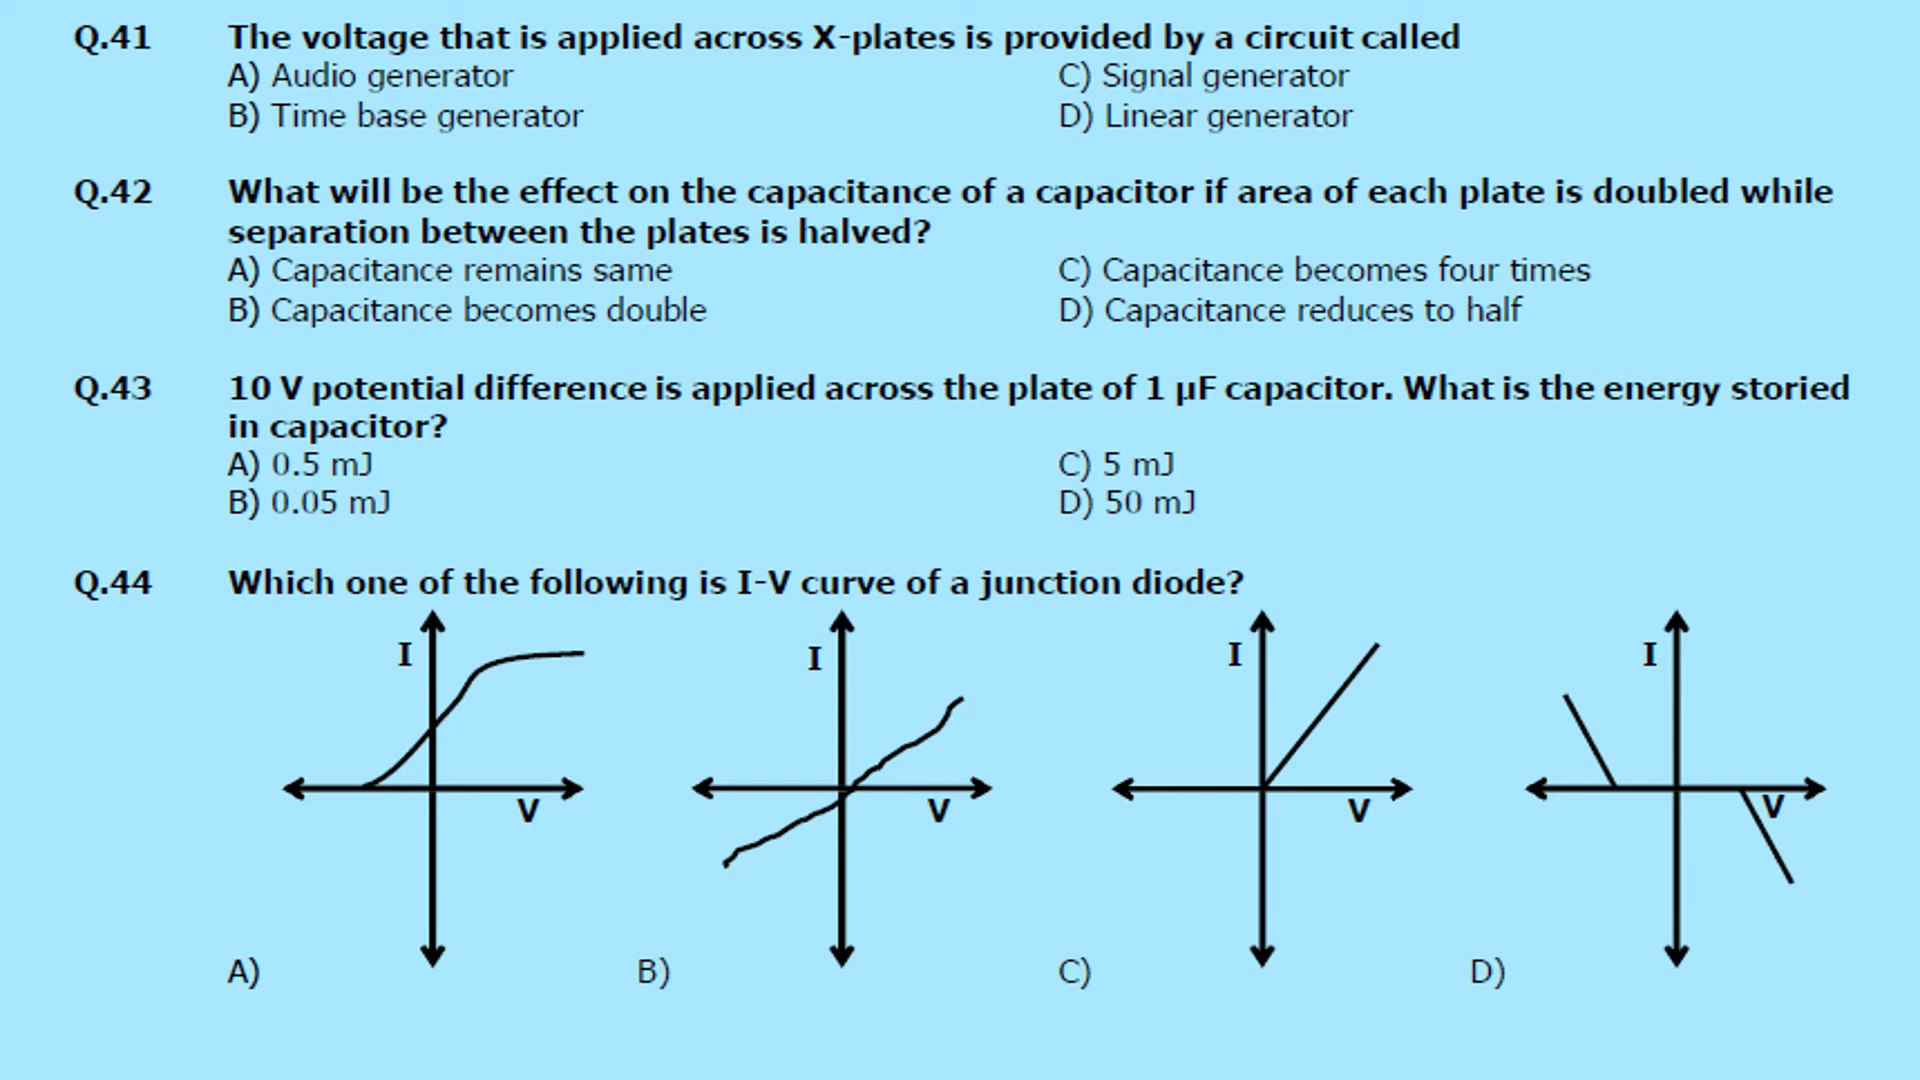 Q.41 The voltage that is applied across X-plates is provided by a circuit called
A) Audio generator C) Signal generator
B) Time base generator D) Linear generator
Q.42 What will be the effect on the capacitance of a capacitor if area of each plate is doubled while
separation between the plates is halved?
A) Capacitance remains same C) Capacitance becomes four times
B) Capacitance becomes double D) Capacitance reduces to half
Q.43 10 V potential difference is applied across the plate of 1 µF capacitor. What is the energy storied
in capacitor?
A) 0.5 mJ C) 5 mJ
B) 0.05 mJ D) 50 mJ
Q.44 Which one of the following is I-V curve of a junction diode?
I I I I
V V V V
A) B) C) D)